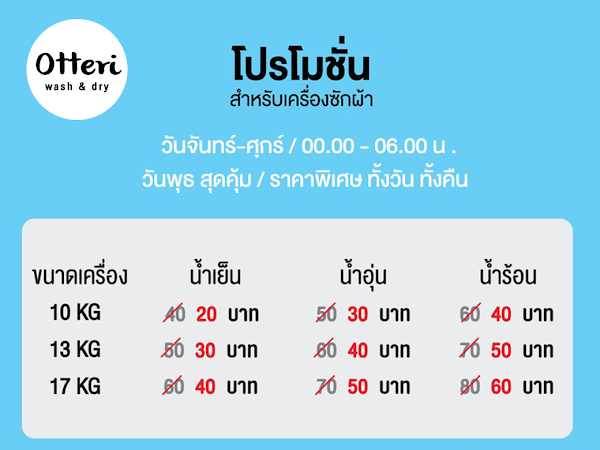 Otteri
wash & dry
โปรโมชั่น
สำหรับเครื่องซักผ้า
วันจันทร์-ศุกร์ / 00.00 - 06.00 น .
วันพุธ สุดคุ้ม / ราคาพิเศษ ทั้งวัน ทั้งคืน
ขนาดเครื่อง น้ำเย็น น้ำอุ่น น้ำร้อน
10 KG 40 20 บาท 50 30 บาท 60 40 บาท
13 KG 50 30 บาท 60 40 บาท 70 50 บาท
17 KG 60 40 บาท 70 50 บาท 80 60 บาท